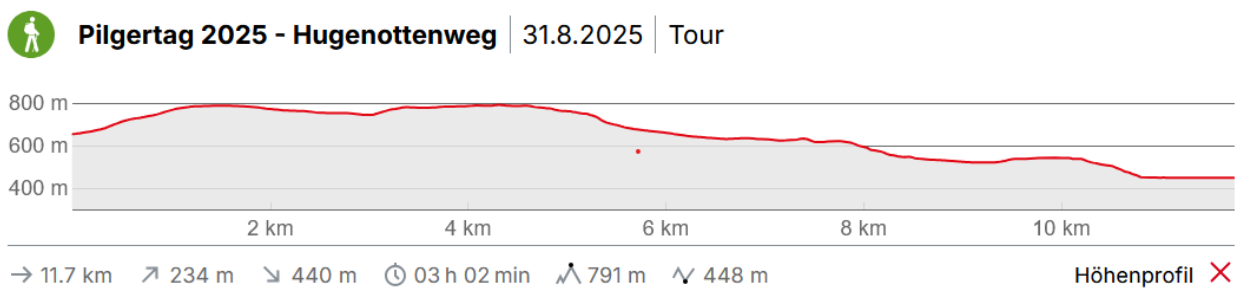 Pilgertag 2025 - Hugenottenweg 31.8.2025 Tour
800 m
600 m
400 m
2 km 4 km 6 km 8 km 10 km
11.7 km 234 m 440 m 03 h 02 min 791 m 448 m Höhenprofil